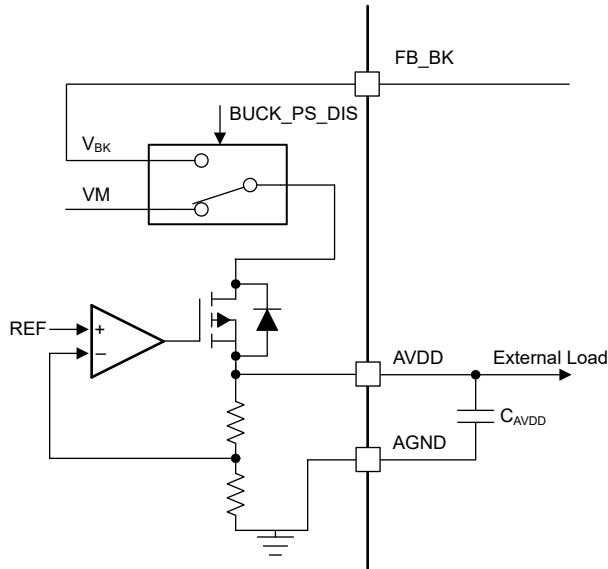 FB_BK
BUCK_PS_DIS
VBK
VM
REF
+
−
AVDD
External Load
CAVDD
AGND